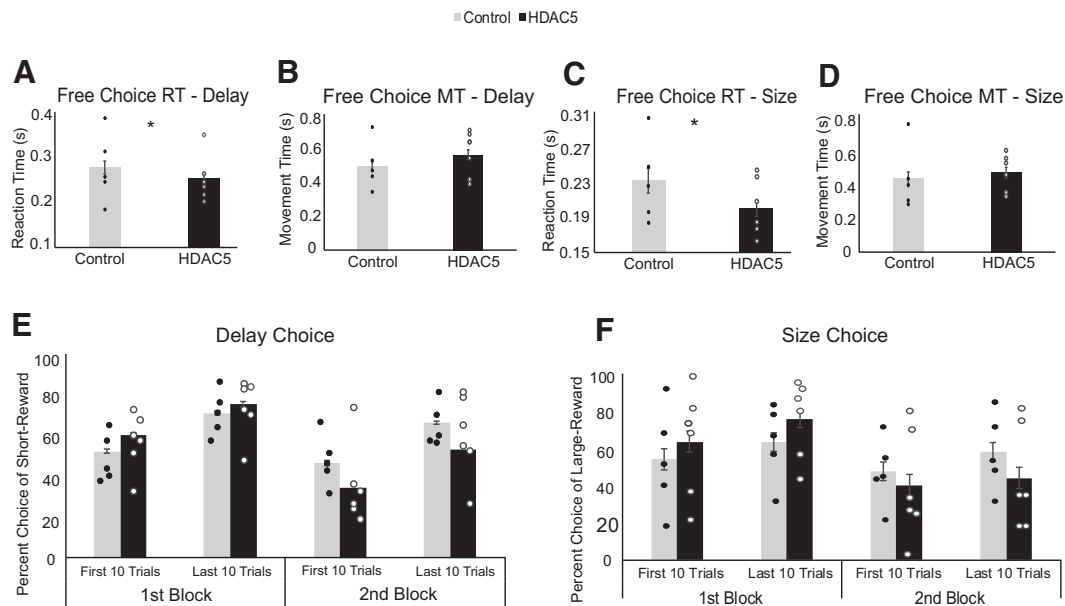 Control HDAC5
A
Free Choice RT - Delay
Reaction Time (s)
0.4
0.3
0.2
0.1
*
Control HDAC5
B
Free Choice MT - Delay
Movement Time (s)
0.8
0.6
0.4
0.2
0
Control HDAC5
C
Free Choice RT - Size
Reaction Time (s)
0.31
0.27
0.23
0.19
0.15
*
Control HDAC5
D
Free Choice MT - Size
Movement Time (s)
0.8
0.6
0.4
0.2
0
Control HDAC5
E
Delay Choice
Percent Choice of Short-Reward
100
80
60
40
20
0
First 10 Trials Last 10 Trials First 10 Trials Last 10 Trials
1st Block 2nd Block
F
Size Choice
Percent Choice of Large-Reward
100
80
60
40
20
0
First 10 Trials Last 10 Trials First 10 Trials Last 10 Trials
1st Block 2nd Block